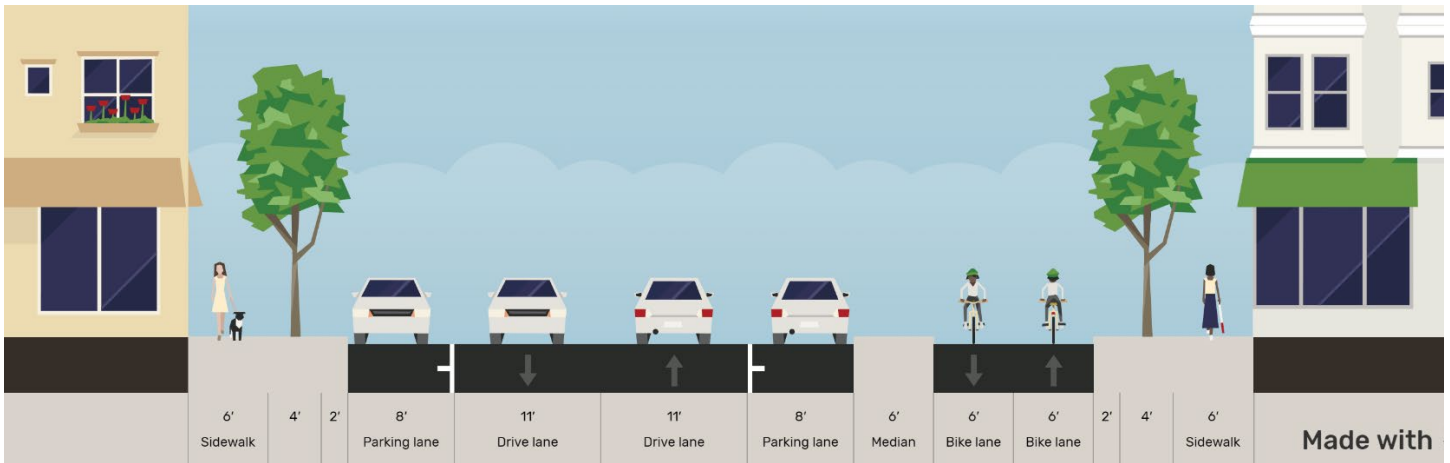 6' 4' 2' 8' 11' 11' 8' 6' 6' 6' 2' 4' 6'
Sidewalk Parking lane Drive lane Drive lane Parking lane Median Bike lane Bike lane Sidewalk
Made with